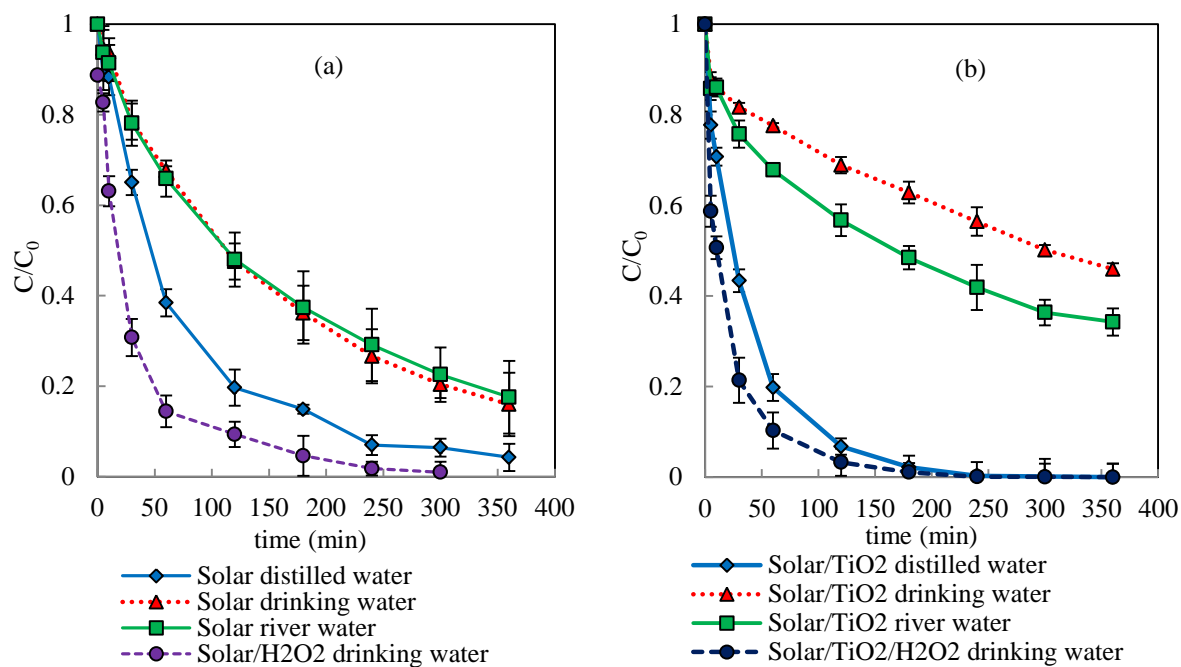 (a)
1
0.8
0.6
0.4
0.2
0
C/C0
0 50 100 150 200 250 300 350 400
time (min)
Solar distilled water
Solar drinking water
Solar river water
Solar/H2O2 drinking water
(b)
1
0.8
0.6
0.4
0.2
0
C/C0
0 50 100 150 200 250 300 350 400
time (min)
Solar/TiO2 distilled water
Solar/TiO2 drinking water
Solar/TiO2 river water
Solar/TiO2/H2O2 drinking water